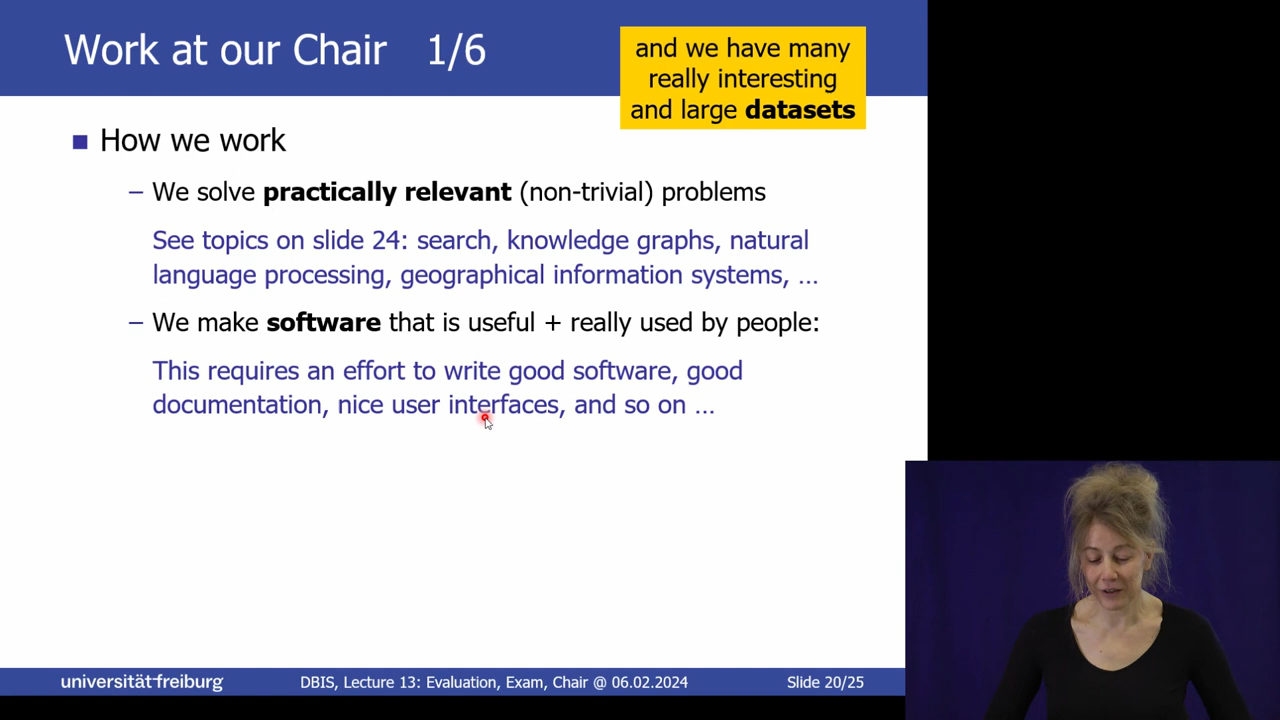 Work at our Chair 1/6
and we have many
really interesting
and large datasets
How we work
– We solve practically relevant (non-trivial) problems
See topics on slide 24: search, knowledge graphs, natural
language processing, geographical information systems, …
– We make software that is useful + really used by people:
This requires an effort to write good software, good
documentation, nice user interfaces, and so on …
universität freiburg
DBIS, Lecture 13: Evaluation, Exam, Chair @ 06.02.2024
Slide 20/25